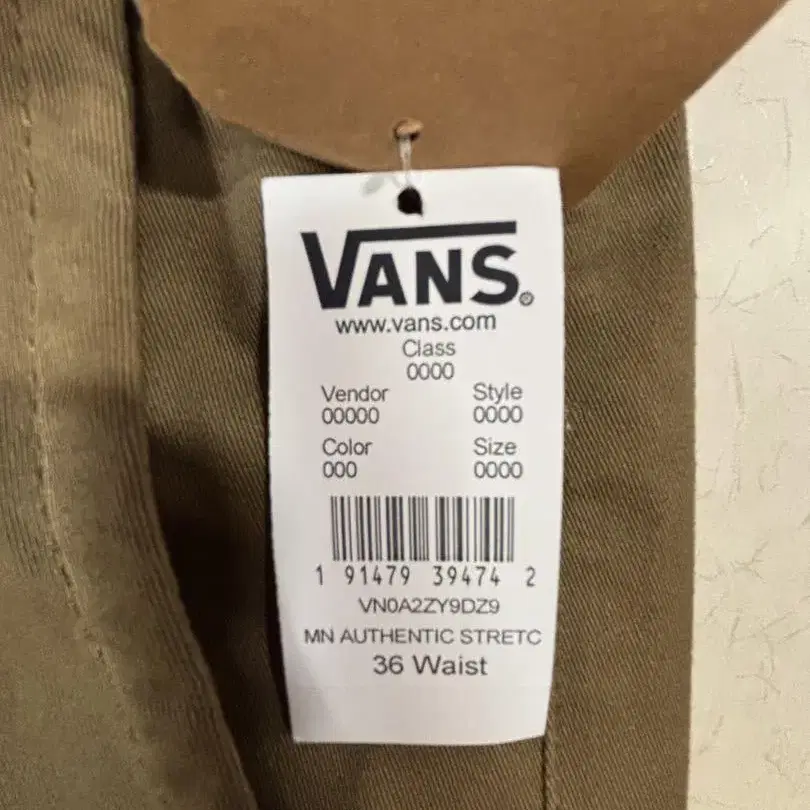 VANS®
www.vans.com
Class
0000
Vendor Style
00000 0000
Color Size
000 0000
1 91479 39474 2
VN0A2ZY9DZ9
MN AUTHENTIC STRETC
36 Waist